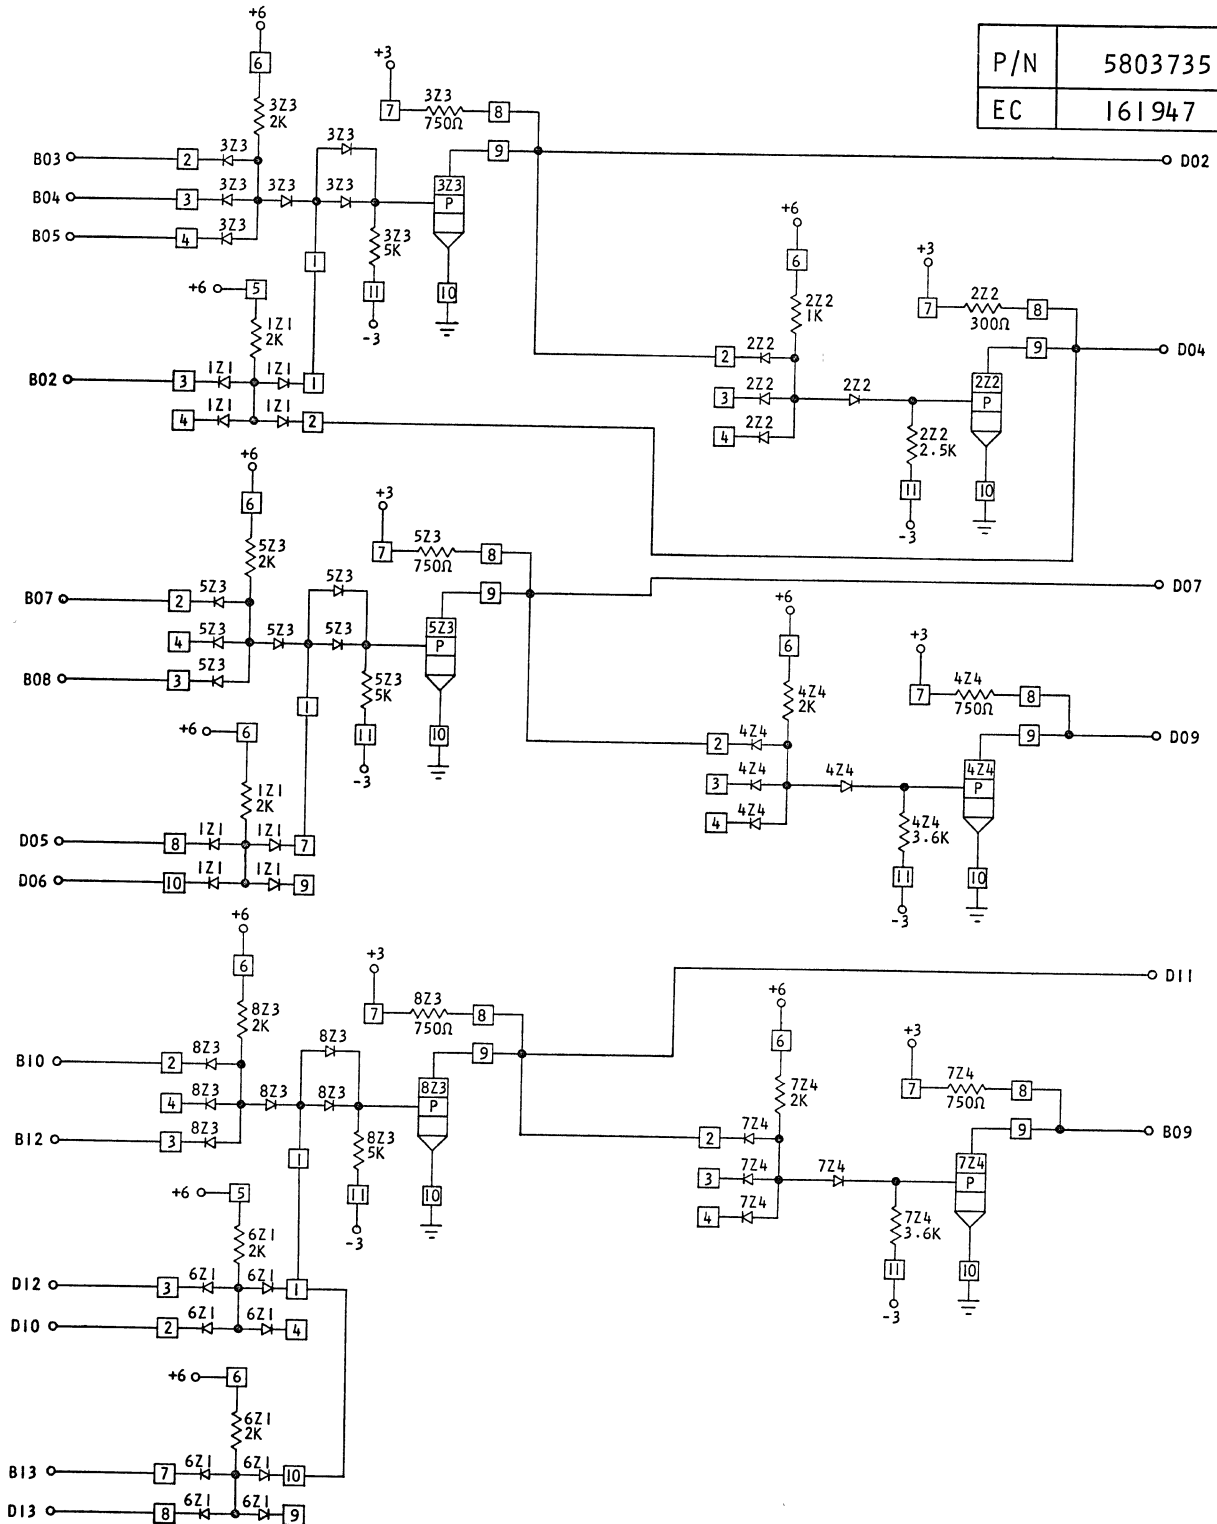 P/N 5803735
EC 161947
+6
6
3Z3
2K
+3
7
3Z3
750Ω
8
B03
2
3Z3
3Z3
9
D02
B04
3
3Z3
3Z3
3Z3
3Z3
P
B05
4
3Z3
3Z3
5K
1
11
-3
10
+6
5
1Z1
2K
B02
3
1Z1
1Z1
1
4
1Z1
1Z1
2
+6
6
2Z2
1K
+3
7
2Z2
300Ω
8
2
2Z2
9
D04
3
2Z2
2Z2
2Z2
P
4
2Z2
2Z2
2.5K
11
-3
10
+6
6
5Z3
2K
+3
7
5Z3
750Ω
8
B07
2
5Z3
5Z3
9
D07
4
5Z3
5Z3
5Z3
5Z3
P
B08
3
5Z3
5Z3
5K
1
11
-3
10
+6
6
1Z1
2K
D05
8
1Z1
1Z1
7
D06
10
1Z1
1Z1
9
+6
6
4Z4
2K
+3
7
4Z4
750Ω
8
2
4Z4
9
D09
3
4Z4
4Z4
4Z4
P
4
4Z4
4Z4
3.6K
11
-3
10
+6
6
8Z3
2K
+3
7
8Z3
750Ω
8
D11
B10
2
8Z3
8Z3
9
4
8Z3
8Z3
8Z3
8Z3
P
B12
3
8Z3
8Z3
5K
1
11
-3
10
+6
5
6Z1
2K
D12
3
6Z1
6Z1
1
D10
2
6Z1
6Z1
4
+6
6
7Z4
2K
+3
7
7Z4
750Ω
8
2
7Z4
9
B09
3
7Z4
7Z4
7Z4
P
4
7Z4
7Z4
3.6K
11
-3
10
+6
6
6Z1
2K
B13
7
6Z1
6Z1
10
D13
8
6Z1
6Z1
9